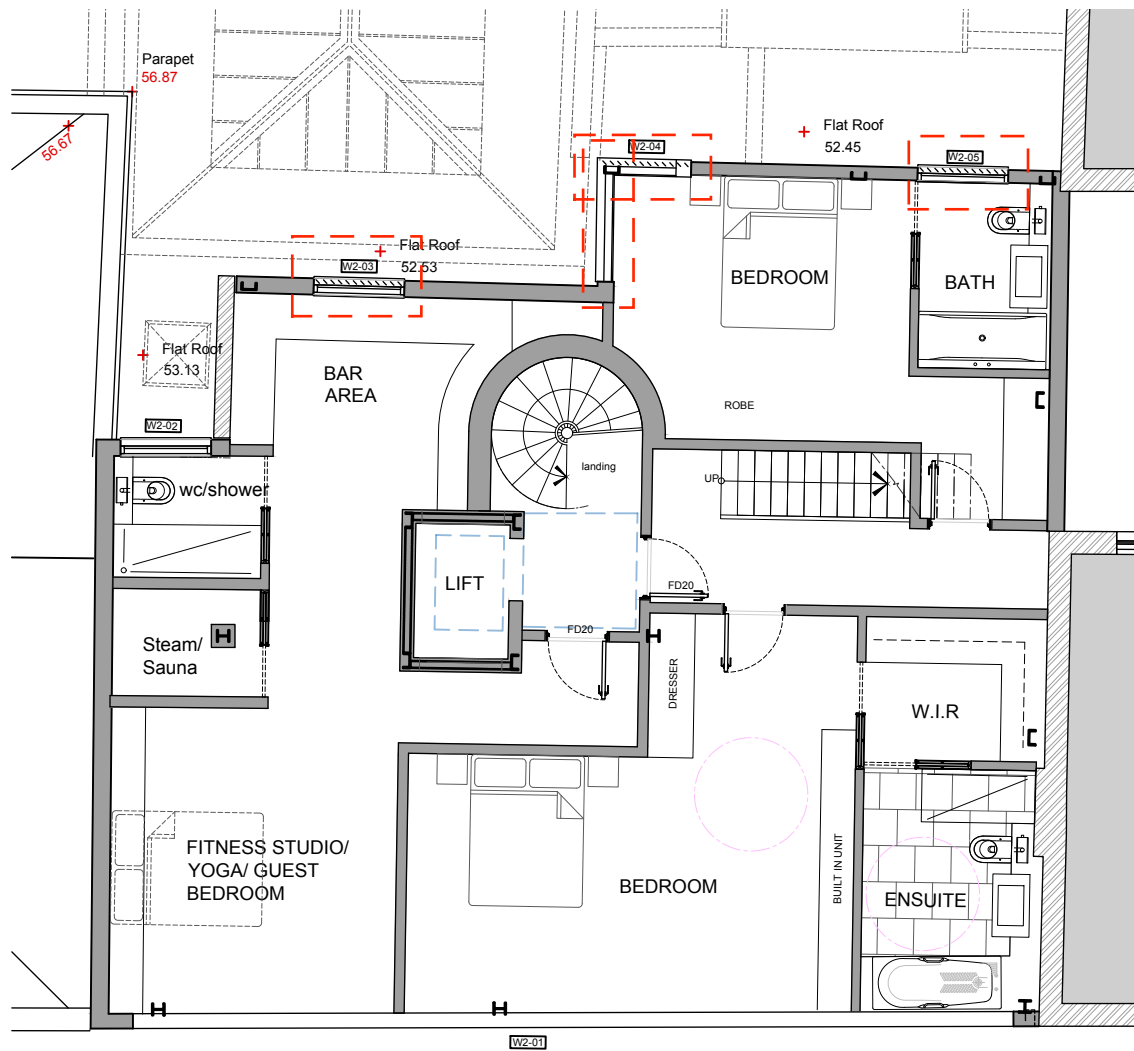 Parapet
56.87
56.67
W2-04
Flat Roof
52.45
W2-05
Flat Roof
52.53
W2-03
BEDROOM
BATH
Flat Roof
53.13
BAR
AREA
ROBE
W2-02
landing
UP
wc/shower
LIFT
FD20
FD20
Steam/
Sauna
DRESSER
W.I.R
FITNESS STUDIO/
YOGA/ GUEST
BEDROOM
BEDROOM
BUILT IN UNIT
ENSUITE
W2-01